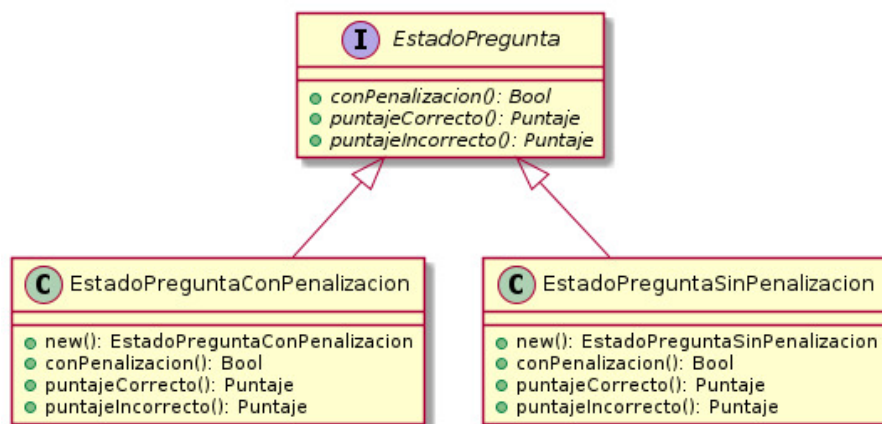 I EstadoPregunta
conPenalizacion(): Bool
puntajeCorrecto(): Puntaje
puntajeIncorrecto(): Puntaje
C EstadoPreguntaConPenalizacion
new(): EstadoPreguntaConPenalizacion
conPenalizacion(): Bool
puntajeCorrecto(): Puntaje
puntajeIncorrecto(): Puntaje
C EstadoPreguntaSinPenalizacion
new(): EstadoPreguntaSinPenalizacion
conPenalizacion(): Bool
puntajeCorrecto(): Puntaje
puntajeIncorrecto(): Puntaje